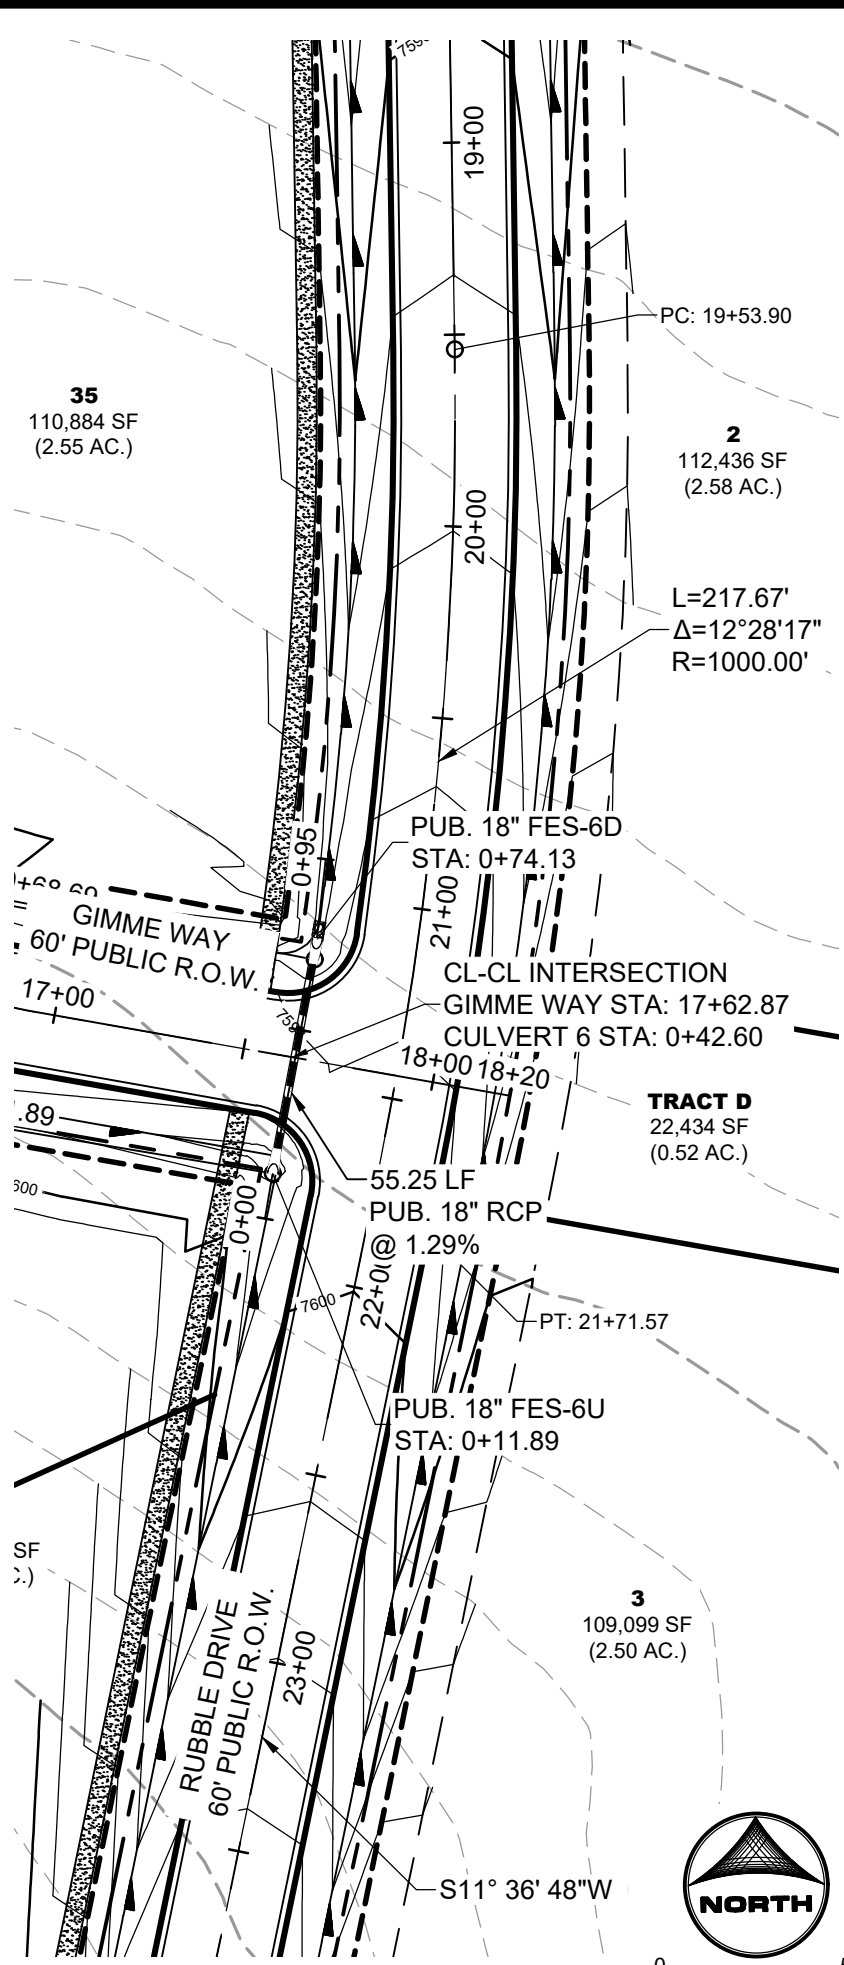 19+00
PC: 19+53.90
35
110,884 SF
(2.55 AC.)
2
112,436 SF
(2.58 AC.)
20+00
L=217.67'
Δ=12°28'17"
R=1000.00'
PUB. 18" FES-6D
STA: 0+74.13
0+95
21+00
GIMME WAY
60' PUBLIC R.O.W.
CL-CL INTERSECTION
GIMME WAY STA: 17+62.87
CULVERT 6 STA: 0+42.60
17+00
18+00
18+20
TRACT D
22,434 SF
(0.52 AC.)
.89
55.25 LF
PUB. 18" RCP
@ 1.29%
600
0+00
22+00
7600
PT: 21+71.57
PUB. 18" FES-6U
STA: 0+11.89
SF
3
109,099 SF
(2.50 AC.)
RUBBLE DRIVE
60' PUBLIC R.O.W.
23+00
S11° 36' 48"W
NORTH